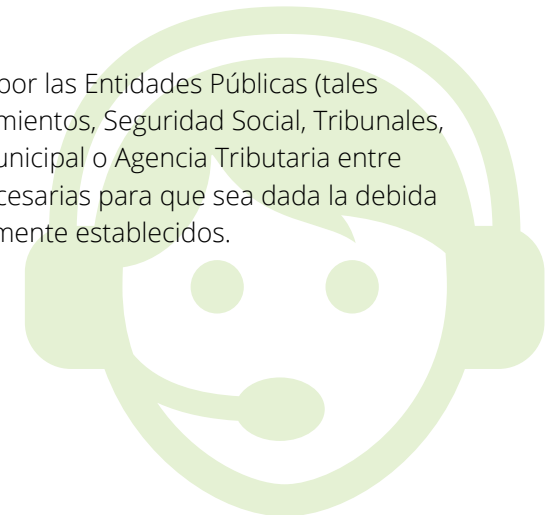 por las Entidades Públicas (tales
mientos, Seguridad Social, Tribunales,
unicipal o Agencia Tributaria entre
cesarias para que sea dada la debida
mente establecidos.